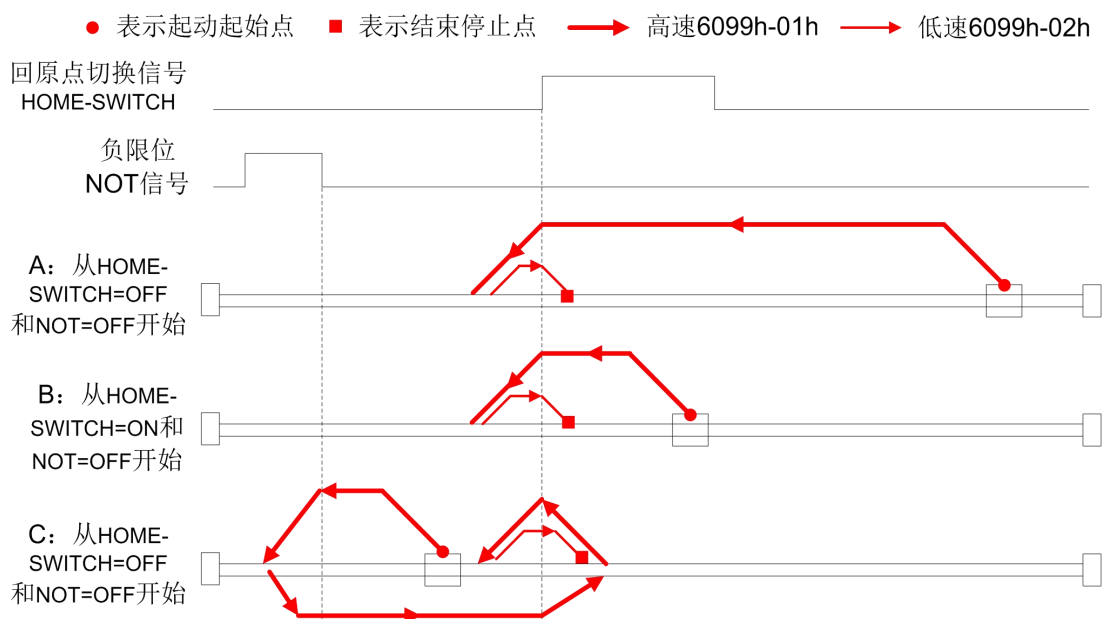 表示起动起始点 表示结束停止点 高速6099h-01h 低速6099h-02h
回原点切换信号
HOME-SWITCH
负限位
NOT信号
A：从HOME-
SWITCH=OFF
和NOT=OFF开始
B：从HOME-
SWITCH=ON和
NOT=OFF开始
C：从HOME-
SWITCH=OFF
和NOT=OFF开始